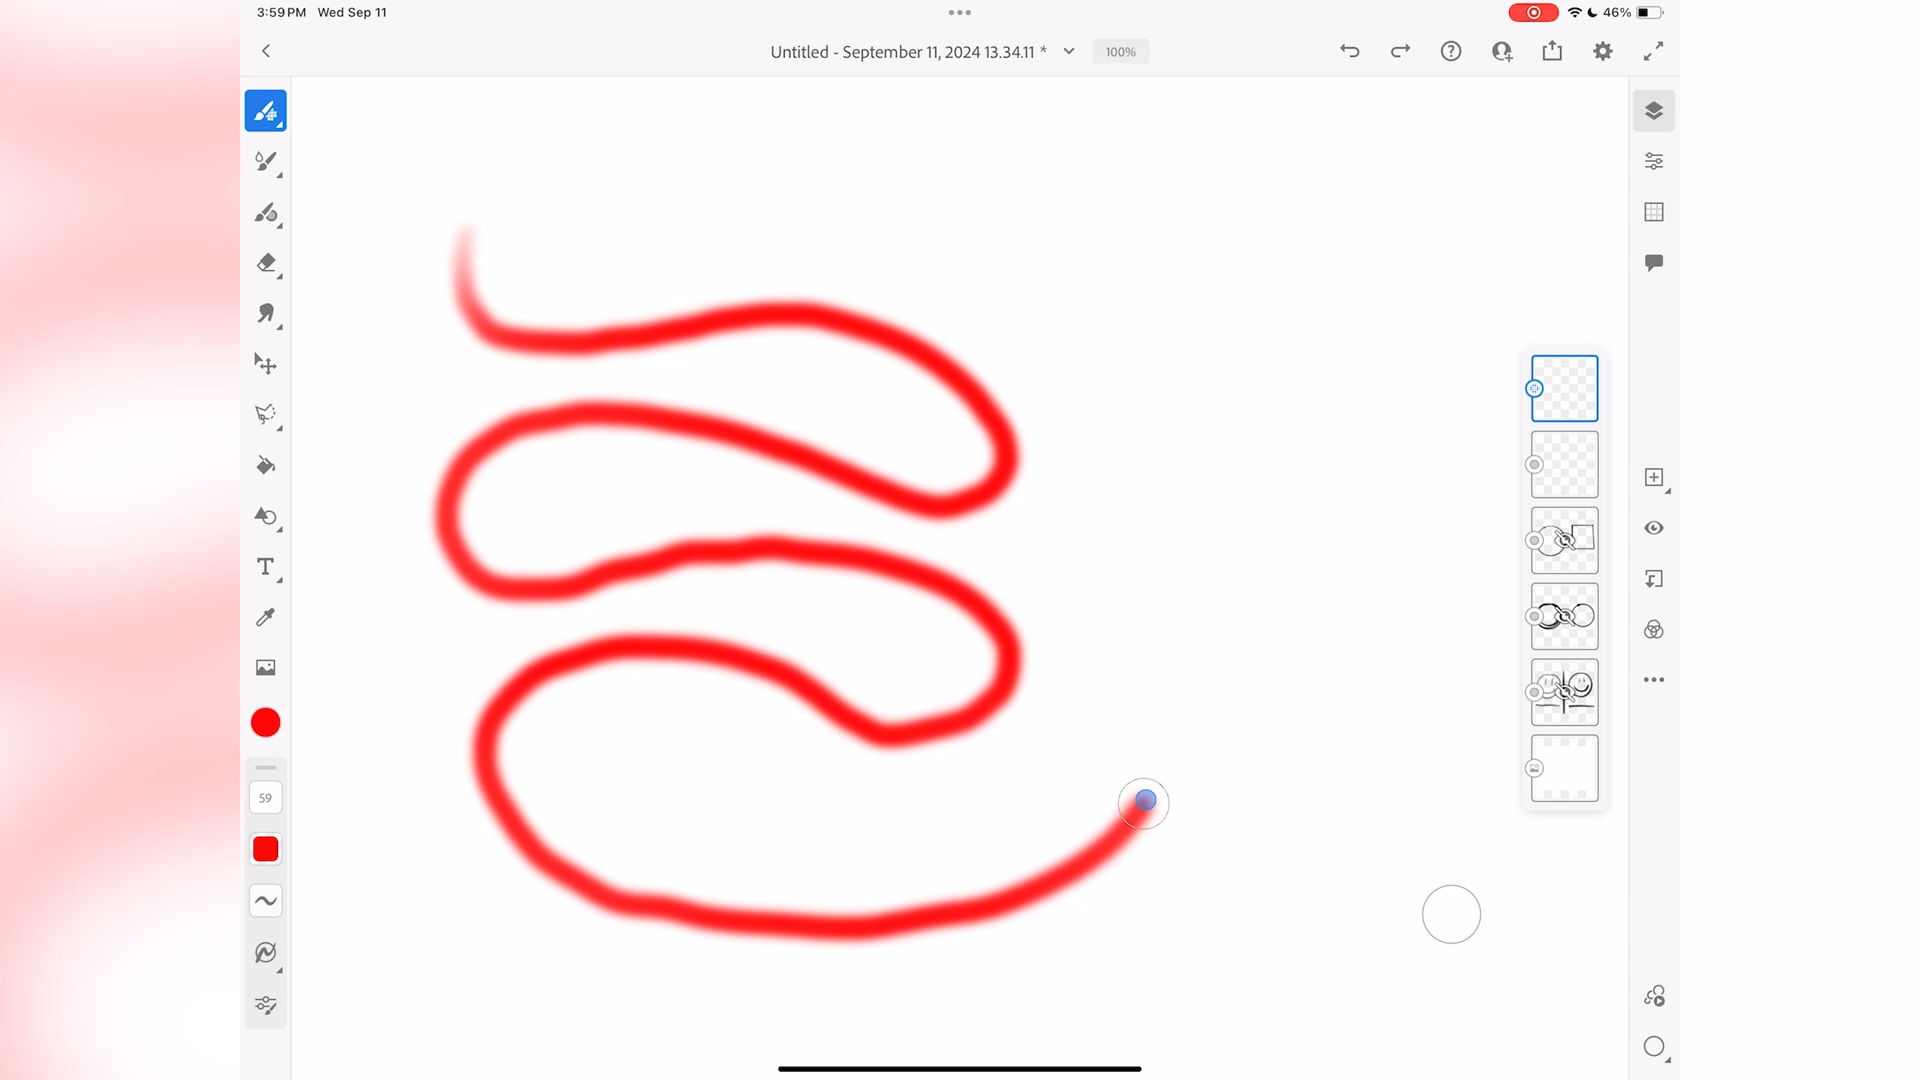 3:59 PM Wed Sep 11
46%
Untitled - September 11, 2024 13.34.11 *
100%
T
59